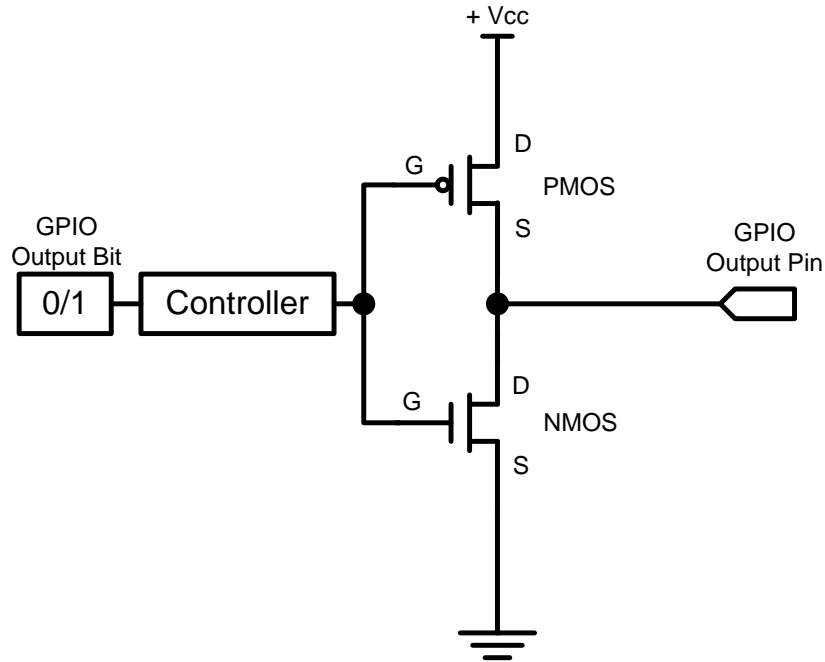 + Vcc
D
G
PMOS
S
GPIO
Output Bit
0/1
Controller
GPIO
Output Pin
D
G
NMOS
S